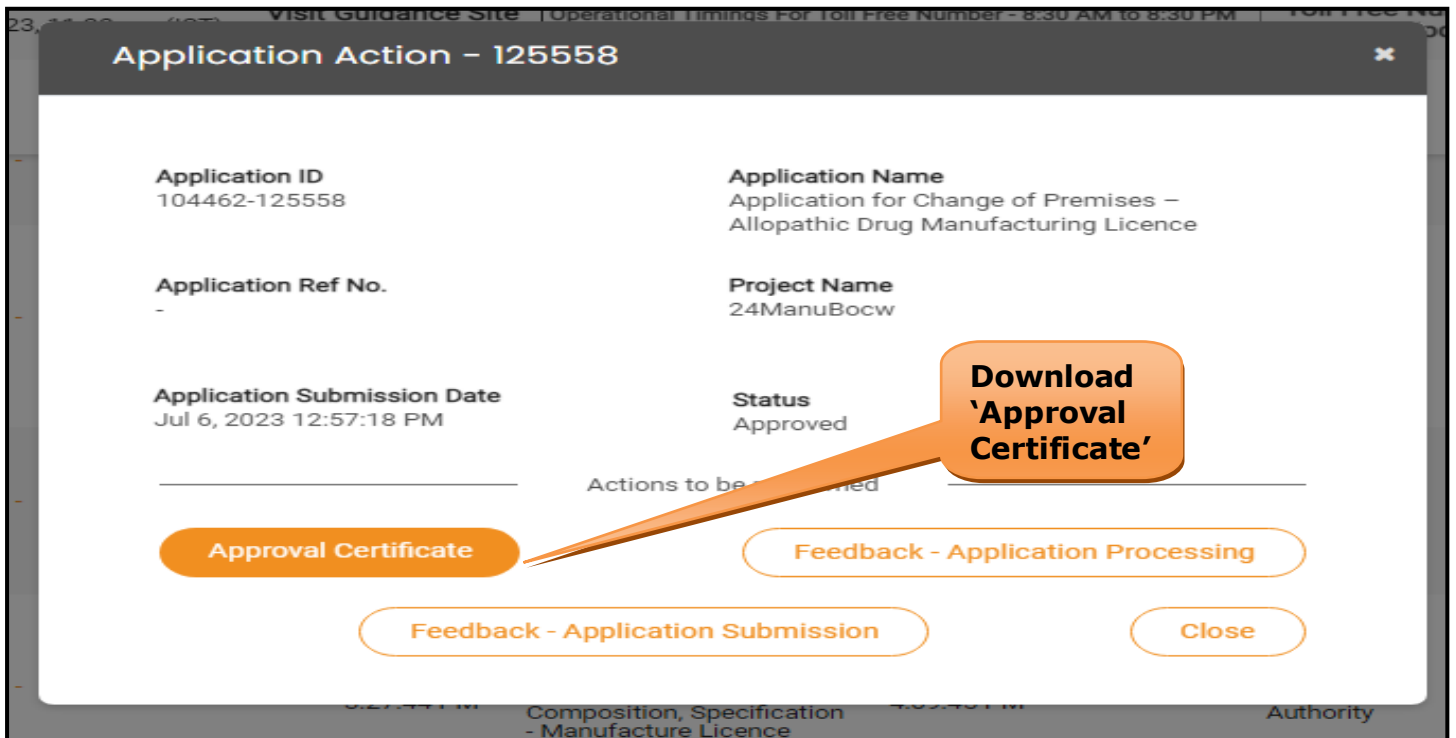 Visit Guidance Site
Operational Timings For Toll Free Number - 8:30 AM to 8:30 PM
23,
Application Action - 125558
Application ID
104462-125558
Application Name
Application for Change of Premises –
Allopathic Drug Manufacturing Licence
Application Ref No.
-
Project Name
24ManuBocw
Application Submission Date
Jul 6, 2023 12:57:18 PM
Status
Approved
Download
‘Approval
Certificate’
Actions to be
Approval Certificate
Feedback - Application Processing
Feedback - Application Submission
Close
Composition, Specification
- Manufacture Licence
Authority